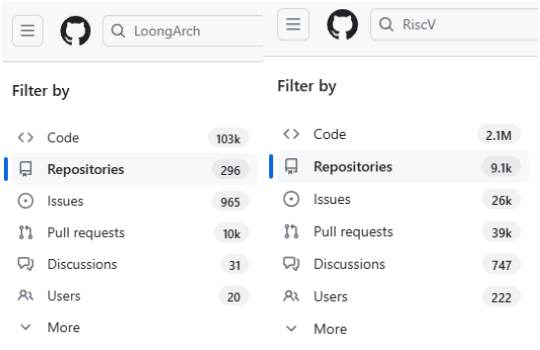 LoongArch
Filter by
Code 103k
Repositories 296
Issues 965
Pull requests 10k
Discussions 31
Users 20
More
RiscV
Filter by
Code 2.1M
Repositories 9.1k
Issues 26k
Pull requests 39k
Discussions 747
Users 222
More